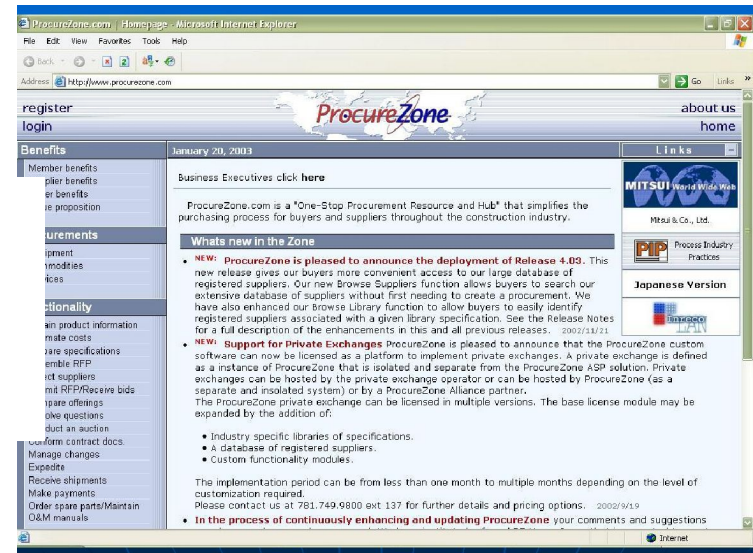 ProcureZone.com | Homepage - Microsoft Internet Explorer
File Edit View Favorites Tools Help
Back
Address http://www.procurezone.com Go Links
register
login
ProcureZone
about us
home
Benefits
Member benefits
plier benefits
er benefits
ue proposition
urements
ipment
modities
ices
ctionality
ain product information
mate costs
pare specifications
emble RFP
ct suppliers
mit RFP/Receive bids
npare offerings
olve questions
duct an auction
Conform contract docs.
Manage changes
Expedite
Receive shipments
Make payments
Order spare parts/Maintain
O&M manuals
January 20, 2003
Business Executives click here
ProcureZone.com is a "One-Stop Procurement Resource and Hub" that simplifies the
purchasing process for buyers and suppliers throughout the construction industry.
Whats new in the Zone
• NEW: ProcureZone is pleased to announce the deployment of Release 4.03. This
new release gives our buyers more convenient access to our large database of
registered suppliers. Our new Browse Suppliers function allows buyers to search our
extensive database of suppliers without first needing to create a procurement. We
have also enhanced our Browse Library function to allow buyers to easily identify
registered suppliers associated with a given library specification. See the Release Notes
for a full description of the enhancements in this and all previous releases. 2002/11/21
• NEW: Support for Private Exchanges ProcureZone is pleased to announce that the ProcureZone custom
software can now be licensed as a platform to implement private exchanges. A private exchange is defined
as a instance of ProcureZone that is isolated and separate from the ProcureZone ASP solution. Private
exchanges can be hosted by the private exchange operator or can be hosted by ProcureZone (as a
separate and insolated system) or by a ProcureZone Alliance partner.
The ProcureZone private exchange can be licensed in multiple versions. The base license module may be
expanded by the addition of:
• Industry specific libraries of specifications.
• A database of registered suppliers.
• Custom functionality modules.
The implementation period can be from less than one month to multiple months depending on the level of
customization required.
Please contact us at 781.749.9800 ext 137 for further details and pricing options. 2002/9/19
• In the process of continuously enhancing and updating ProcureZone your comments and suggestions
Links
MITSUI World Wide Web
Mitsui & Co., Ltd.
PIP Process Industry
Practices
Japanese Version
Internet